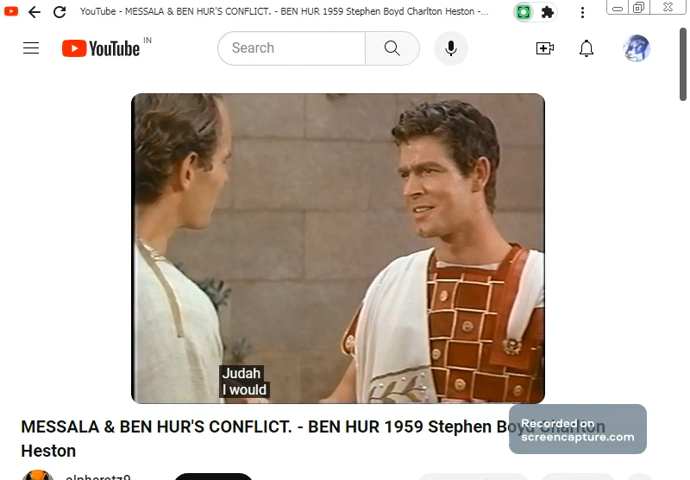 YouTube - MESSALA & BEN HUR'S CONFLICT. - BEN HUR 1959 Stephen Boyd Charlton Heston -...
YouTube IN
Search
Judah
I would
MESSALA & BEN HUR'S CONFLICT. - BEN HUR 1959 Stephen Boyd Charlton
Heston
Recorded on
screencapture.com